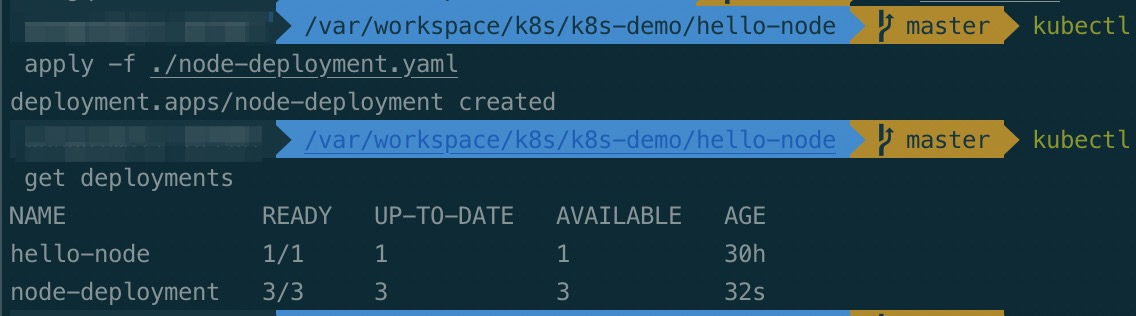 /var/workspace/k8s/k8s-demo/hello-node master kubectl
apply -f ./node-deployment.yaml
deployment.apps/node-deployment created
/var/workspace/k8s/k8s-demo/hello-node master kubectl
get deployments
NAME READY UP-TO-DATE AVAILABLE AGE
hello-node 1/1 1 1 30h
node-deployment 3/3 3 3 32s